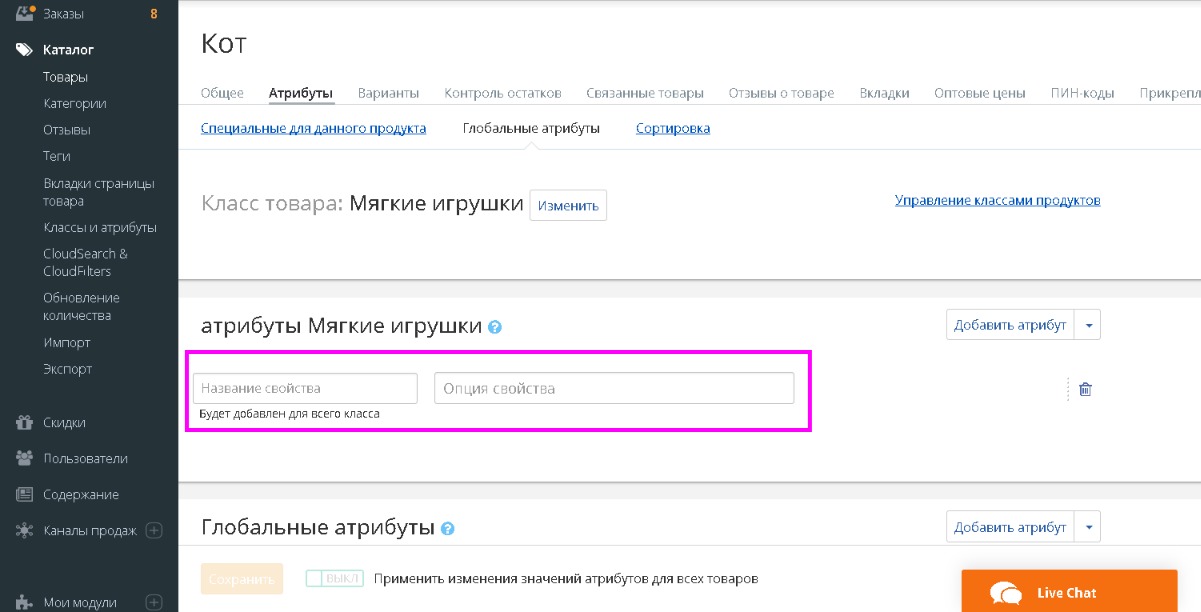 Заказы 8
Каталог
Товары
Категории
Отзывы
Теги
Вкладки страницы
товара
Классы и атрибуты
CloudSearch &
CloudFilters
Обновление
количества
Импорт
Экспорт
Скидки
Пользователи
Содержание
Каналы продаж
Мои модули
Кот
Общее Атрибуты Варианты Контроль остатков Связанные товары Отзывы о товаре Вкладки Оптовые цены ПИН-коды Прикрепл
Специальные для данного продукта Глобальные атрибуты Сортировка
Класс товара: Мягкие игрушки Изменить Управление классами продуктов
атрибуты Мягкие игрушки ? Добавить атрибут
Название свойства Опция свойства
Будет добавлен для всего класса
Глобальные атрибуты ? Добавить атрибут
Сохранить ВЫКЛ Применить изменения значений атрибутов для всех товаров
Live Chat